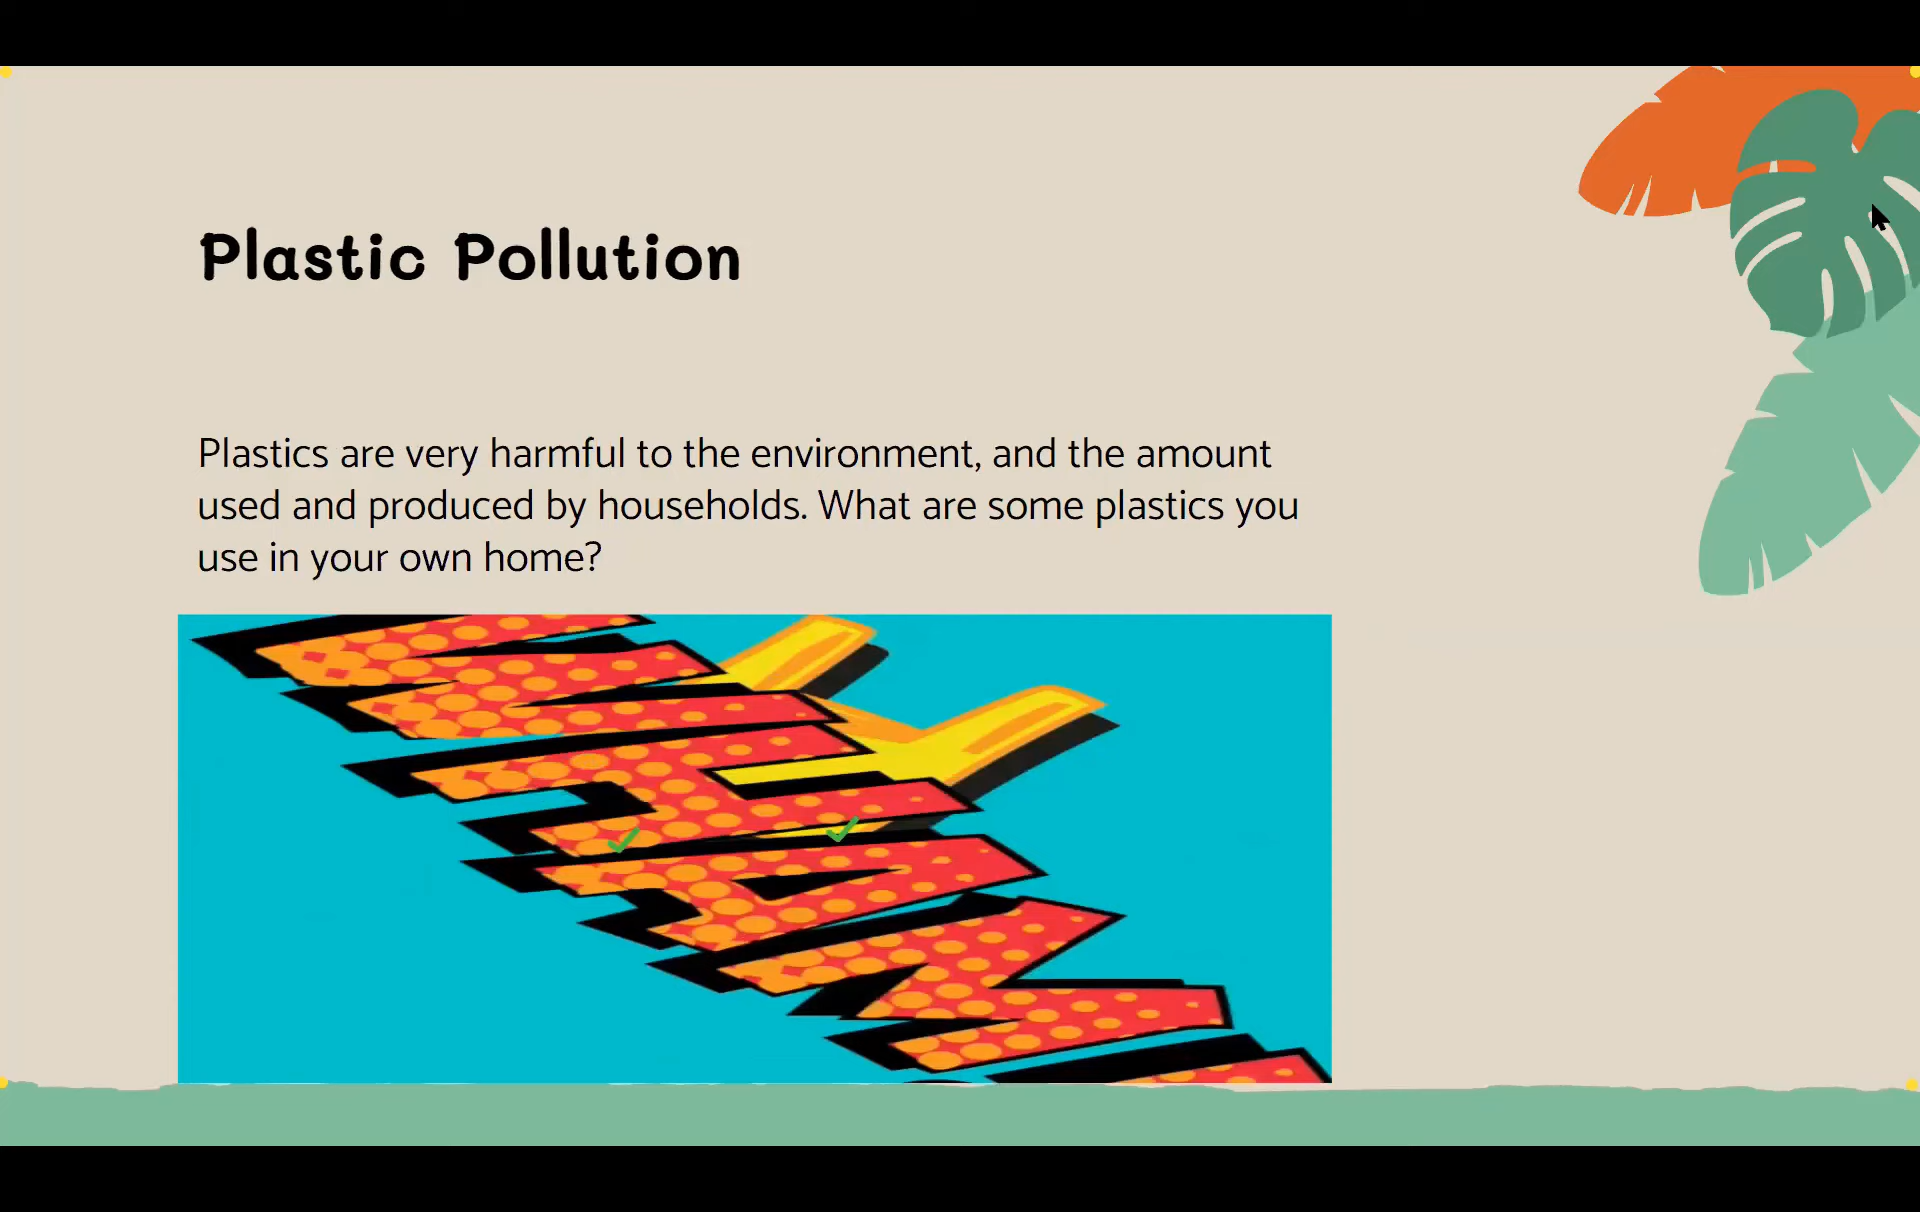 Plastic Pollution
Plastics are very harmful to the environment, and the amount
used and produced by households. What are some plastics you
use in your own home?